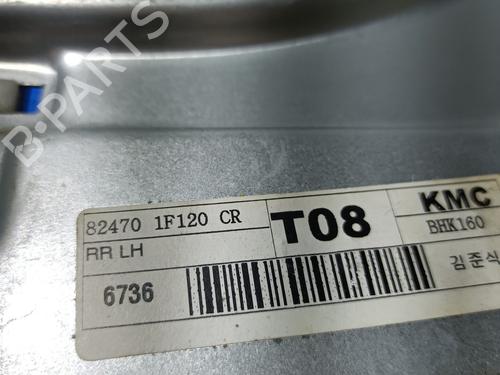 B-PARTS
82470 1F120 CR
T08
KMC
BHK160
RR LH
6736
김준식